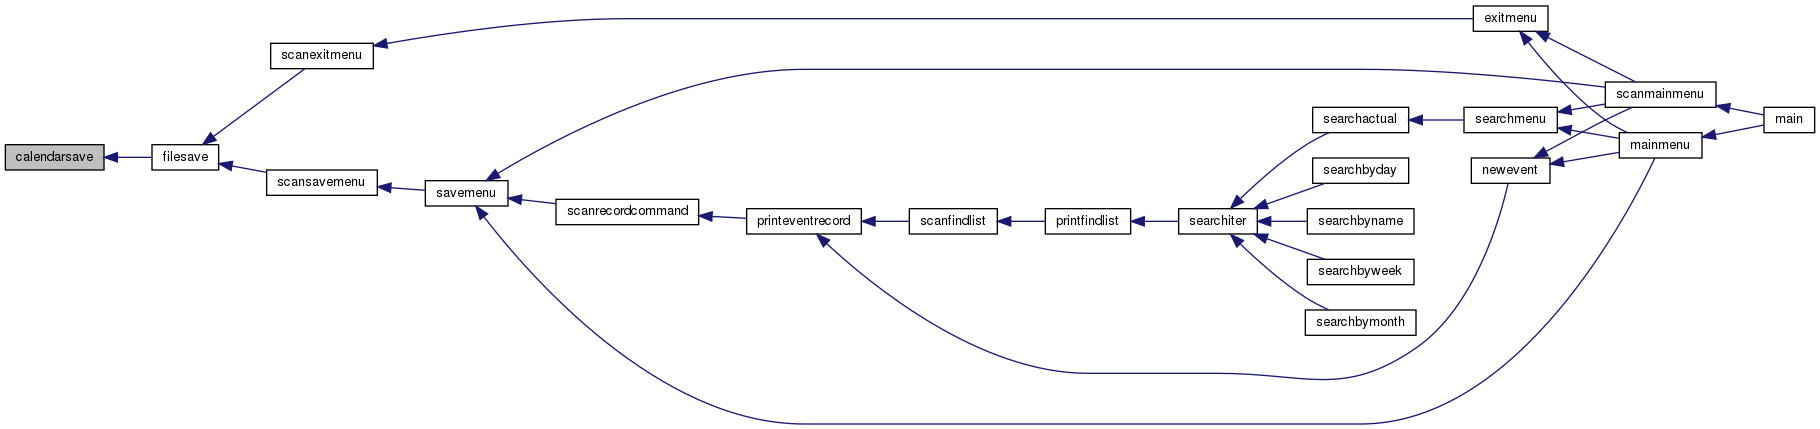 calendarsave
filesave
scanexitmenu
scansavemenu
savemenu
scanrecordcommand
printeventrecord
scanfindlist
printfindlist
searchiter
searchactual
searchbyday
searchbyname
searchbyweek
searchbymonth
exitmenu
searchmenu
newevent
scanmainmenu
mainmenu
main